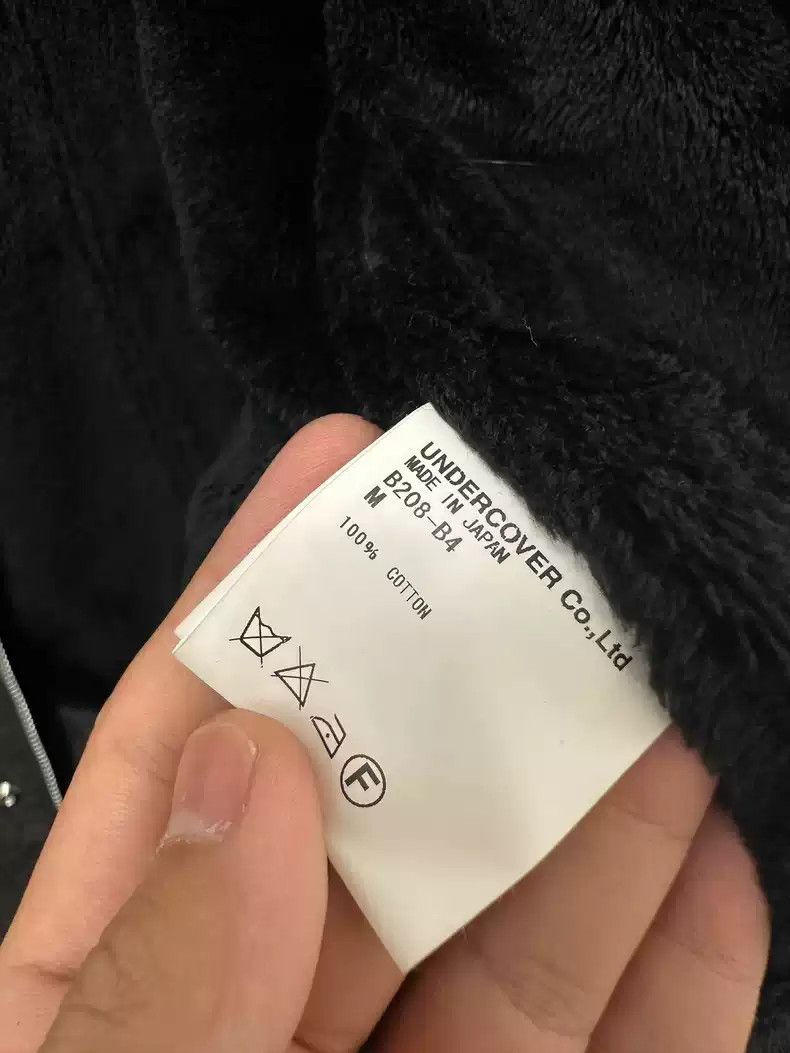 UNDERCOVER Co.,Ltd
MADE IN JAPAN
B208-B4
M
100% COTTON
F